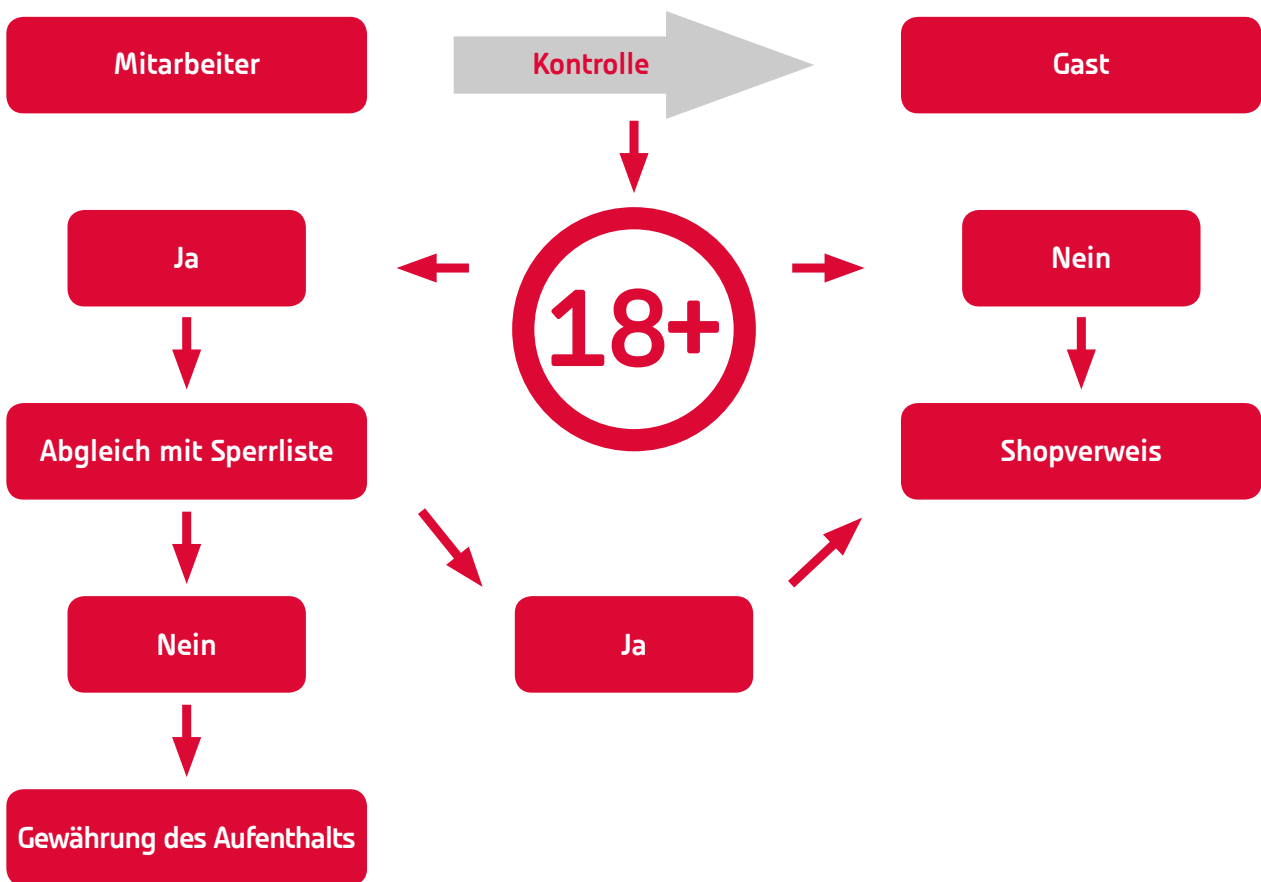 Mitarbeiter
Kontrolle
Gast
Ja
18+
Nein
Abgleich mit Sperrliste
Shopverweis
Nein
Ja
Gewährung des Aufenthalts